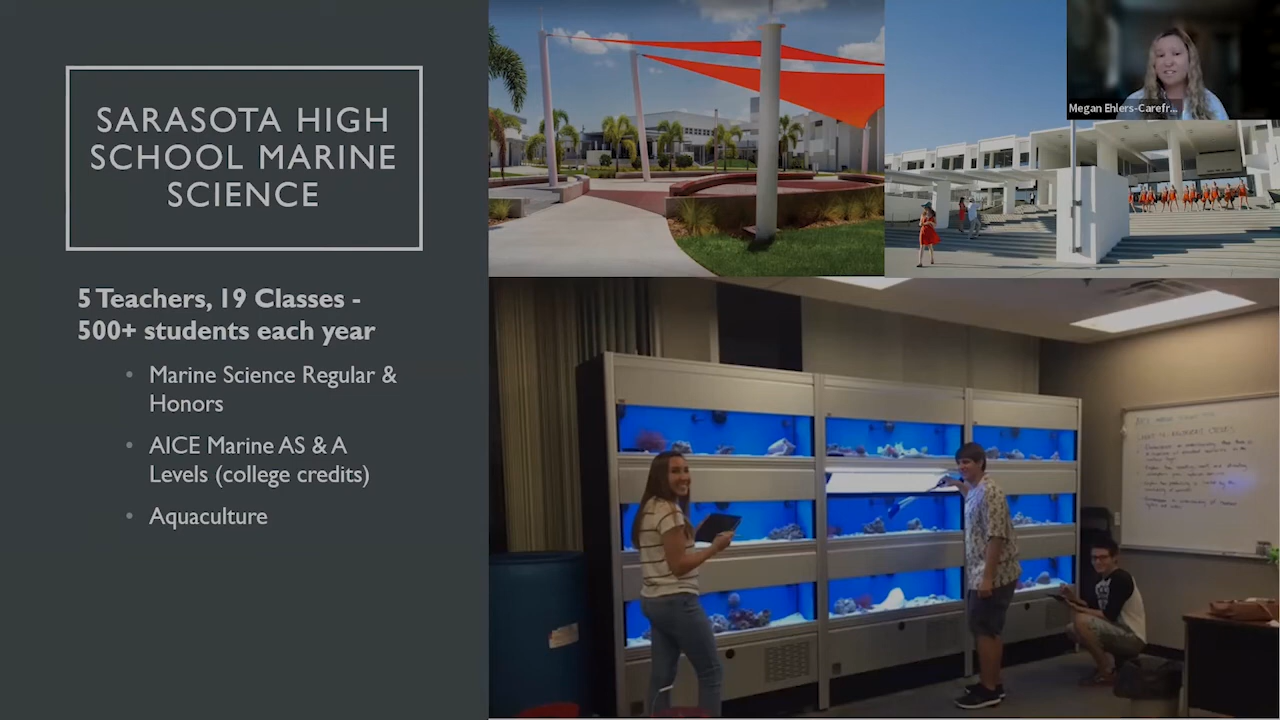 SARASOTA HIGH
SCHOOL MARINE
SCIENCE
5 Teachers, 19 Classes -
500+ students each year
• Marine Science Regular &
Honors
• AICE Marine AS & A
Levels (college credits)
• Aquaculture
Megan Ehlers-Carefr...